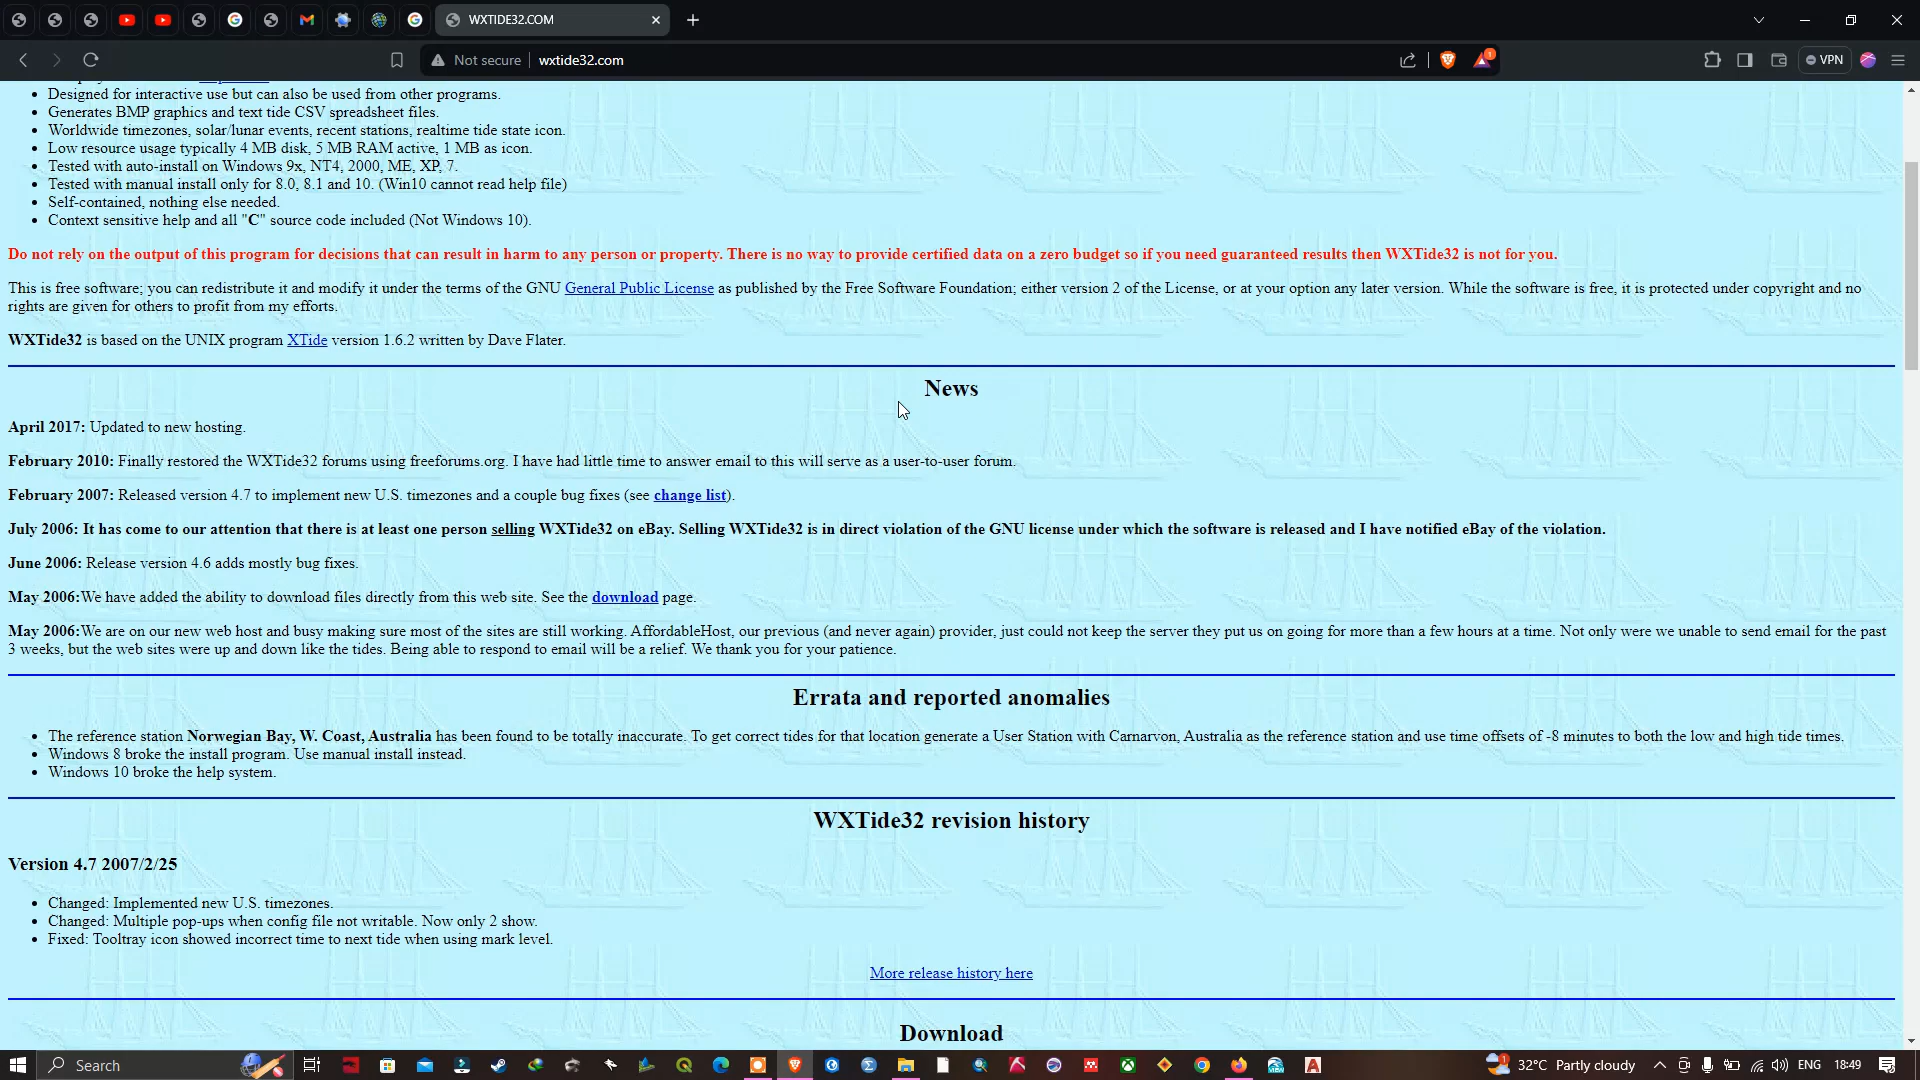 WXTIDE32.COM
Not secure
wxtide32.com
1
VPN
Designed for interactive use but can also be used from other programs.
Generates BMP graphics and text tide CSV spreadsheet files.
Worldwide timezones, solar/lunar events, recent stations, realtime tide state icon.
Low resource usage typically 4 MB disk, 5 MB RAM active, 1 MB as icon.
Tested with auto-install on Windows 9x, NT4, 2000, ME, XP, 7.
Tested with manual install only for 8.0, 8.1 and 10. (Win10 cannot read help file)
Self-contained, nothing else needed.
Context sensitive help and all "C" source code included (Not Windows 10).
Do not rely on the output of this program for decisions that can result in harm to any person or property. There is no way to provide certified data on a zero budget so if you need guaranteed results then WXTide32 is not for you.
This is free software; you can redistribute it and modify it under the terms of the GNU General Public License as published by the Free Software Foundation; either version 2 of the License, or at your option any later version. While the software is free, it is protected under copyright and no
rights are given for others to profit from my efforts.
WXTide32 is based on the UNIX program XTide version 1.6.2 written by Dave Flater.
News
April 2017: Updated to new hosting.
February 2010: Finally restored the WXTide32 forums using freeforums.org. I have had little time to answer email to this will serve as a user-to-user forum.
February 2007: Released version 4.7 to implement new U.S. timezones and a couple bug fixes (see change list).
July 2006: It has come to our attention that there is at least one person selling WXTide32 on eBay. Selling WXTide32 is in direct violation of the GNU license under which the software is released and I have notified eBay of the violation.
June 2006: Release version 4.6 adds mostly bug fixes.
May 2006:We have added the ability to download files directly from this web site. See the download page.
May 2006:We are on our new web host and busy making sure most of the sites are still working. AffordableHost, our previous (and never again) provider, just could not keep the server they put us on going for more than a few hours at a time. Not only were we unable to send email for the past
3 weeks, but the web sites were up and down like the tides. Being able to respond to email will be a relief. We thank you for your patience.
Errata and reported anomalies
The reference station Norwegian Bay, W. Coast, Australia has been found to be totally inaccurate. To get correct tides for that location generate a User Station with Carnarvon, Australia as the reference station and use time offsets of -8 minutes to both the low and high tide times.
Windows 8 broke the install program. Use manual install instead.
Windows 10 broke the help system.
WXTide32 revision history
Version 4.7 2007/2/25
Changed: Implemented new U.S. timezones.
Changed: Multiple pop-ups when config file not writable. Now only 2 show.
Fixed: Tooltray icon showed incorrect time to next tide when using mark level.
More release history here
Download
Search
32°C Partly cloudy
ENG
18:49